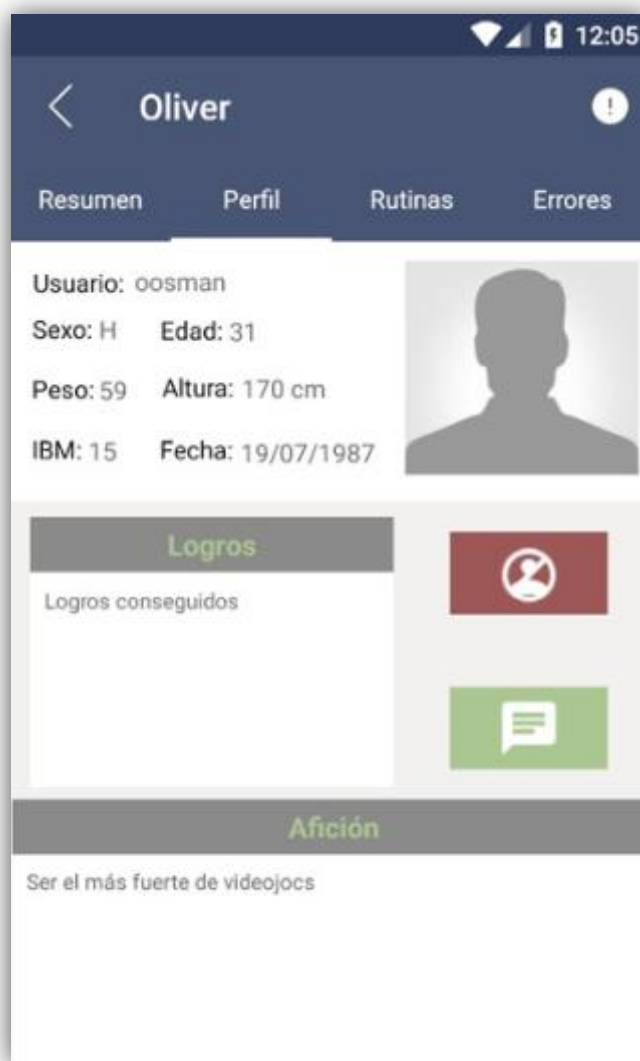 12:05
Oliver
Resumen Perfil Rutinas Errores
Usuario: oosman
Sexo: H Edad: 31
Peso: 59 Altura: 170 cm
IBM: 15 Fecha: 19/07/1987
Logros
Logros conseguidos
Afición
Ser el más fuerte de videojocs